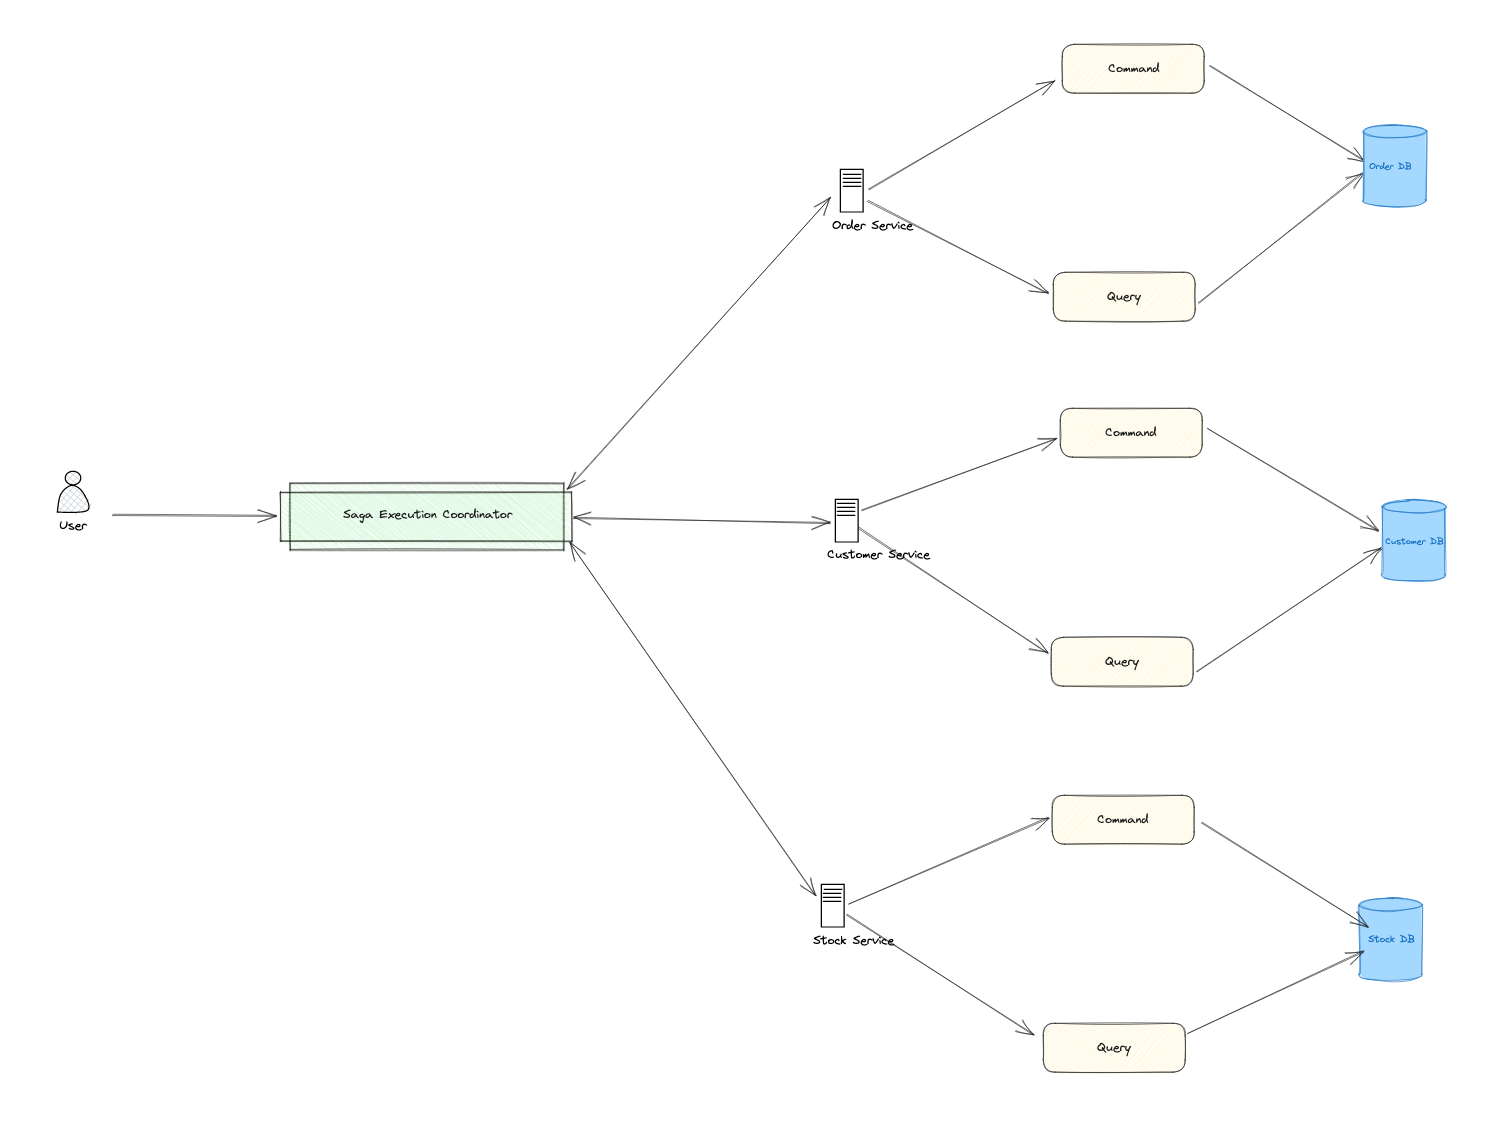 Command
Order DB
Order Service
Query
Command
User
Saga Execution Coordinator
Customer Service
Customer DB
Query
Command
Stock Service
Stock DB
Query